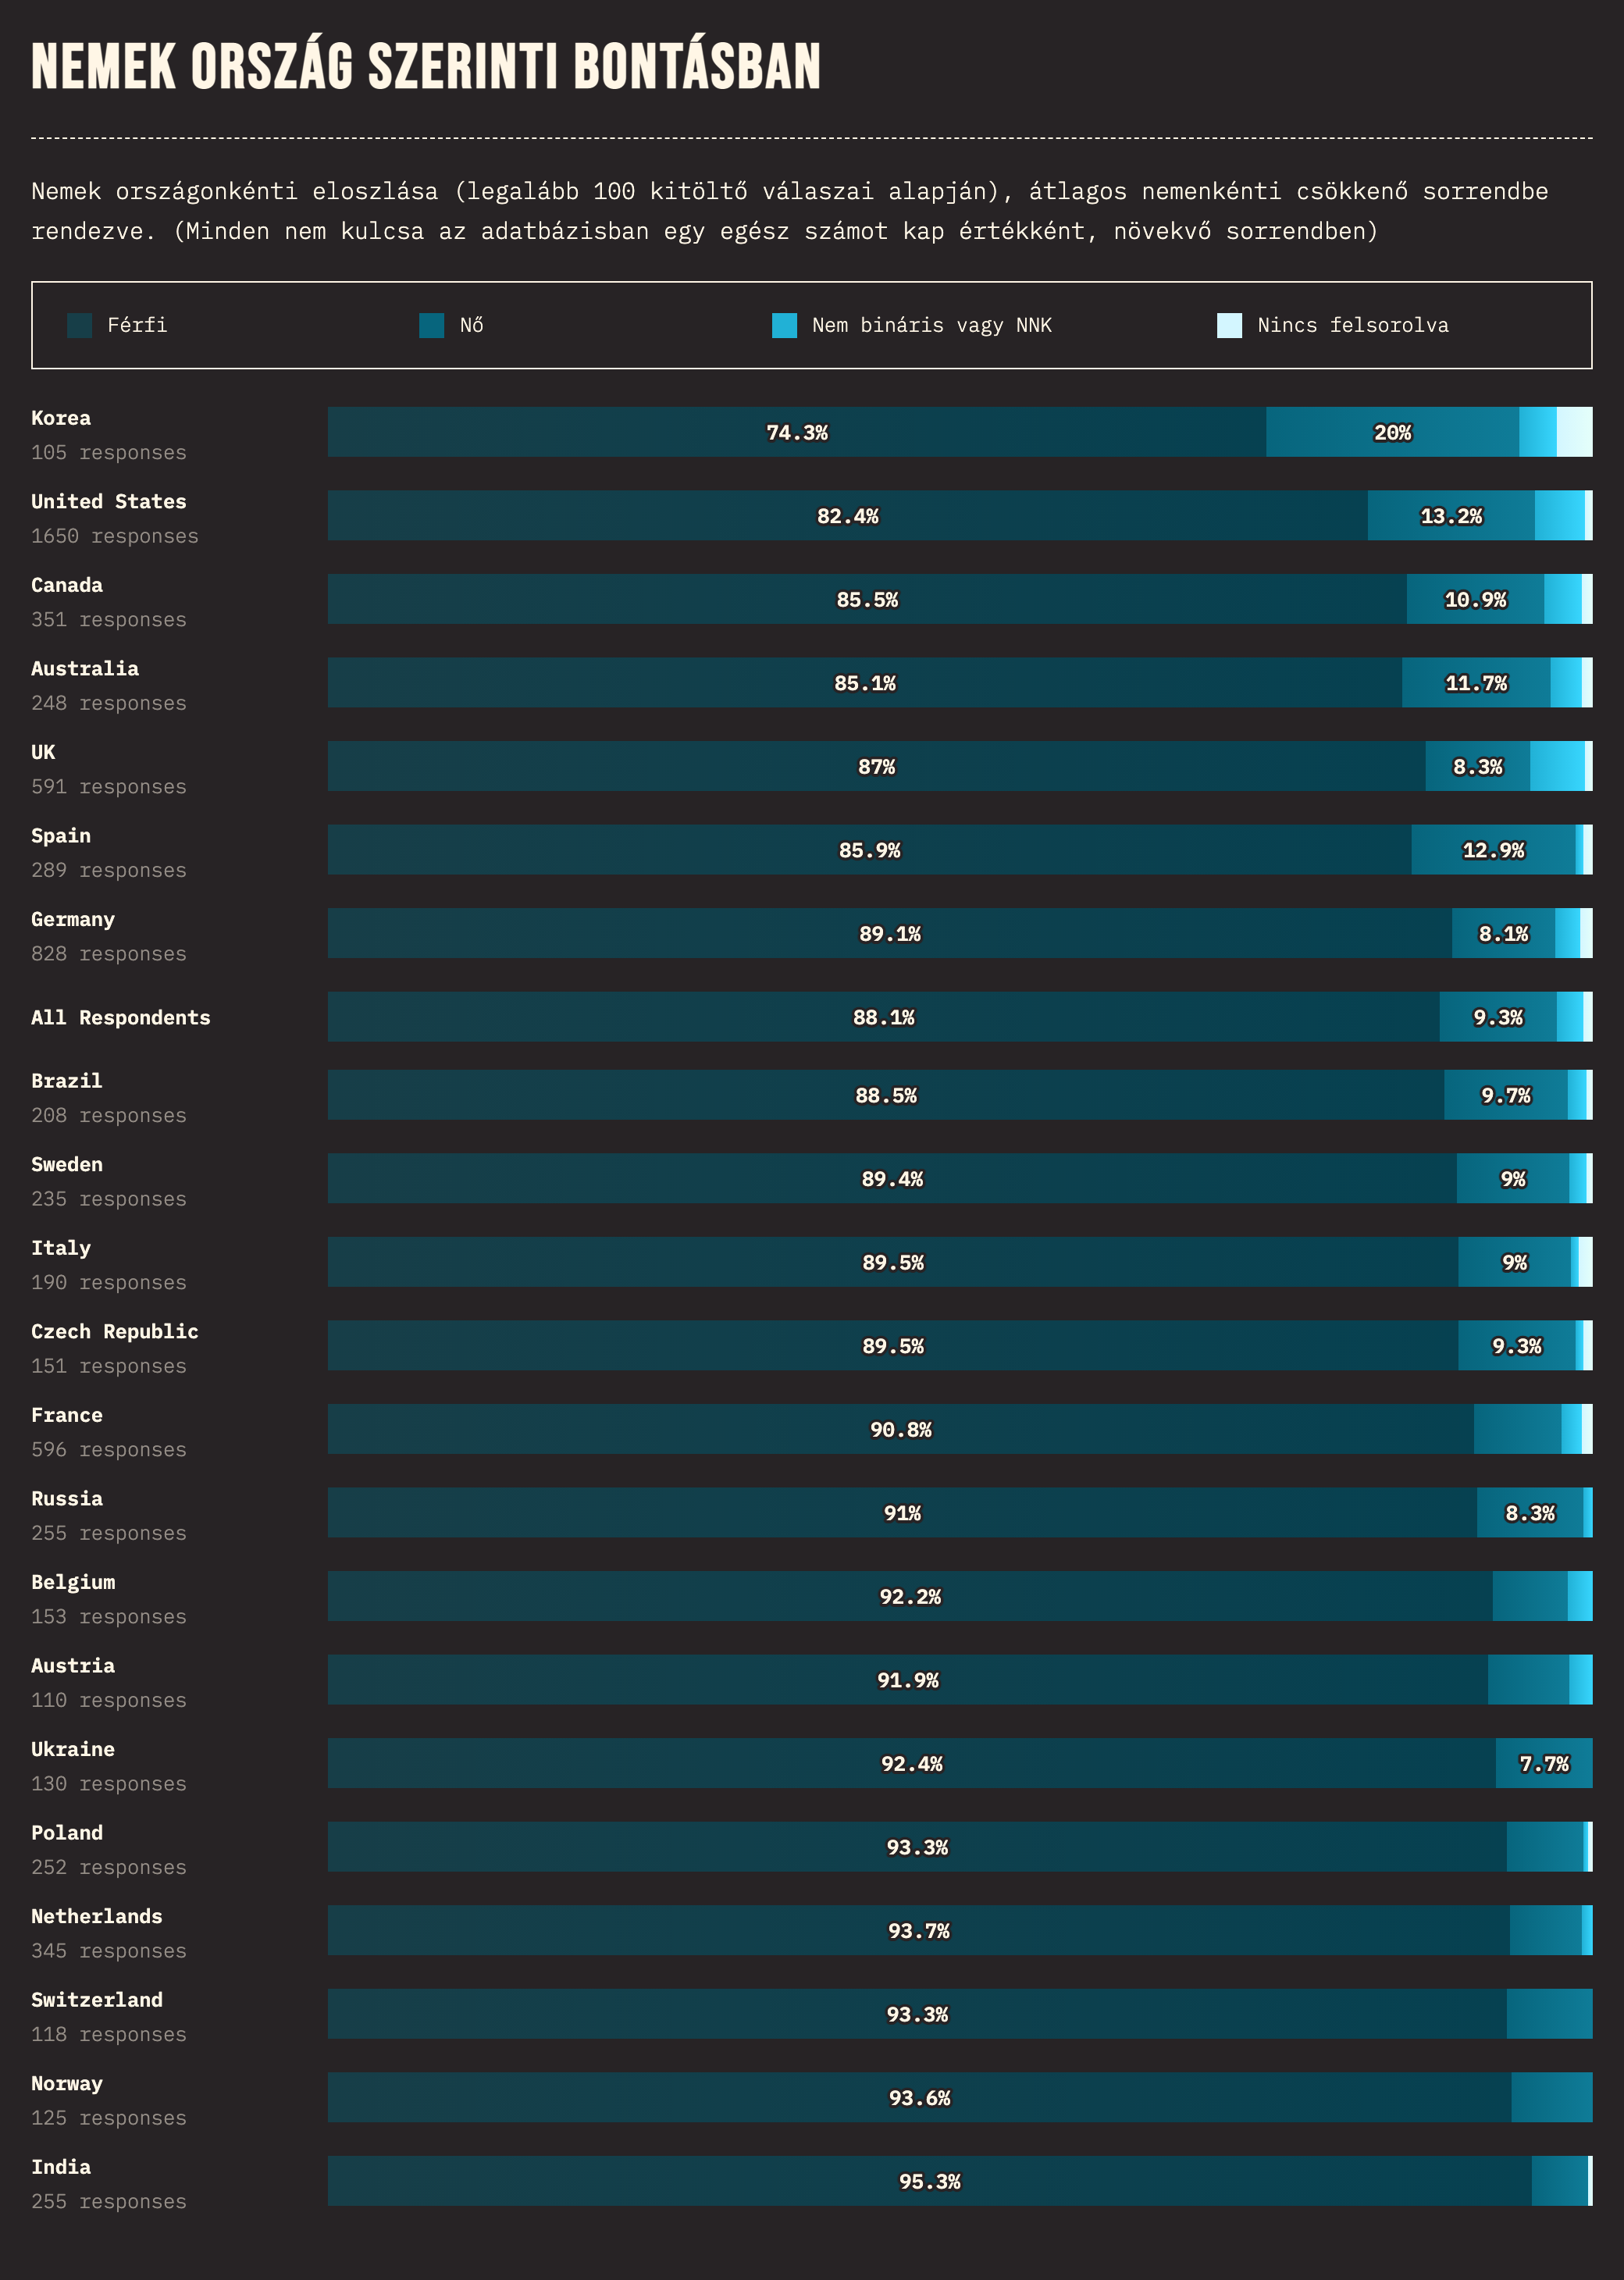 NEMEK ORSZÁG SZERINTI BONTÁSBAN
Nemek országonkénti eloszlása (legalább 100 kitöltő válaszai alapján), átlagos nemenkénti csökkenő sorrendbe
rendezve. (Minden nem kulcsa az adatbázisban egy egész számot kap értékként, növekvő sorrendben)
Férfi Nő Nem bináris vagy NNK Nincs felsorolva
Korea
105 responses
74.3% 20%
United States
1650 responses
82.4% 13.2%
Canada
351 responses
85.5% 10.9%
Australia
248 responses
85.1% 11.7%
UK
591 responses
87% 8.3%
Spain
289 responses
85.9% 12.9%
Germany
828 responses
89.1% 8.1%
All Respondents
88.1% 9.3%
Brazil
208 responses
88.5% 9.7%
Sweden
235 responses
89.4% 9%
Italy
190 responses
89.5% 9%
Czech Republic
151 responses
89.5% 9.3%
France
596 responses
90.8%
Russia
255 responses
91% 8.3%
Belgium
153 responses
92.2%
Austria
110 responses
91.9%
Ukraine
130 responses
92.4% 7.7%
Poland
252 responses
93.3%
Netherlands
345 responses
93.7%
Switzerland
118 responses
93.3%
Norway
125 responses
93.6%
India
255 responses
95.3%